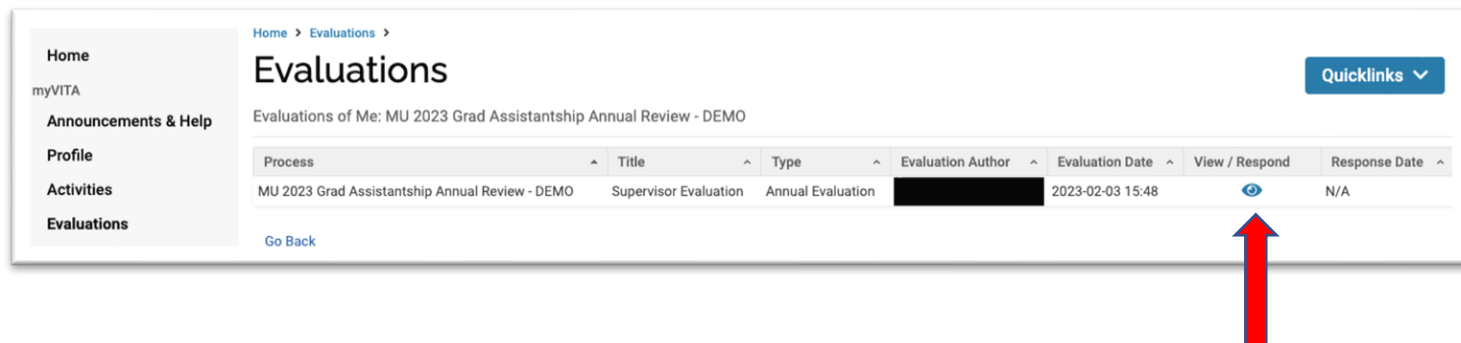 Home
myVITA
Announcements & Help
Profile
Activities
Evaluations
Home > Evaluations >
Evaluations
Quicklinks
Evaluations of Me: MU 2023 Grad Assistantship Annual Review - DEMO
Process Title Type Evaluation Author Evaluation Date View / Respond Response Date
MU 2023 Grad Assistantship Annual Review - DEMO Supervisor Evaluation Annual Evaluation 2023-02-03 15:48 N/A
Go Back